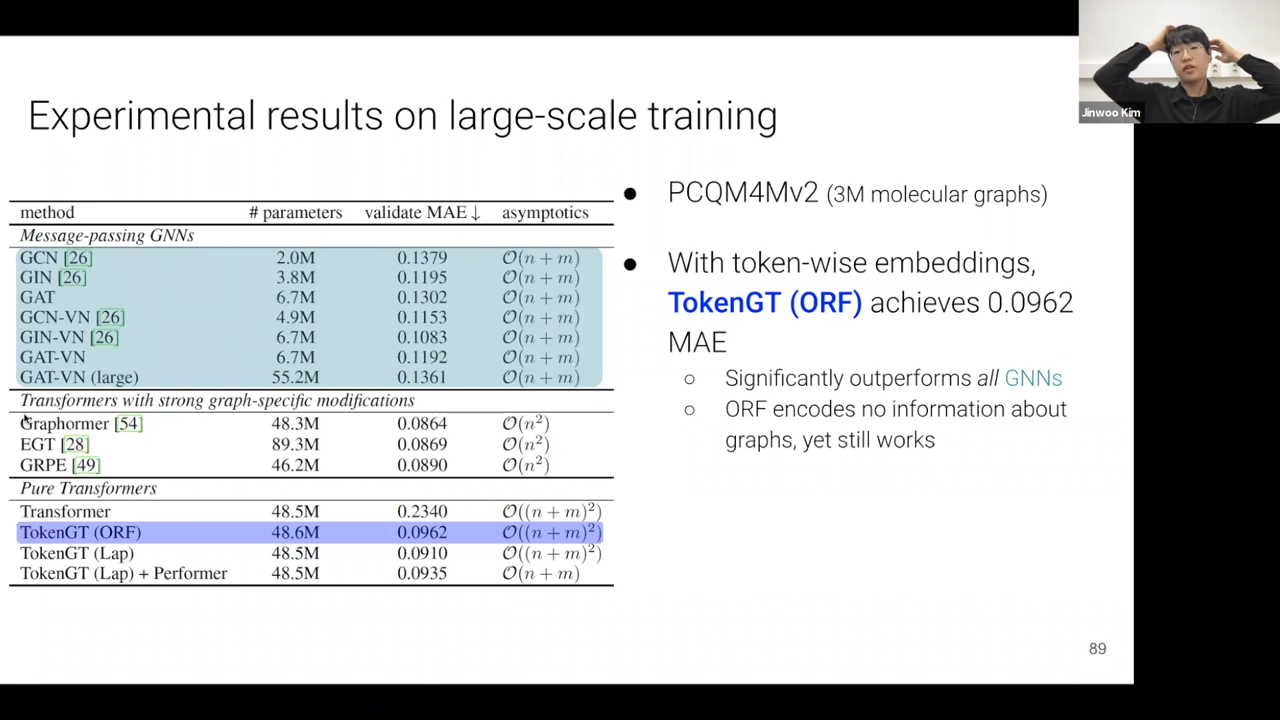 Jinwoo Kim
Experimental results on large-scale training
method # parameters validate MAE ↓ asymptotics
Message-passing GNNs
GCN [26] 2.0M 0.1379 O(n + m)
GIN [26] 3.8M 0.1195 O(n + m)
GAT 6.7M 0.1302 O(n + m)
GCN-VN [26] 4.9M 0.1153 O(n + m)
GIN-VN [26] 6.7M 0.1083 O(n + m)
GAT-VN 6.7M 0.1192 O(n + m)
GAT-VN (large) 55.2M 0.1361 O(n + m)
Transformers with strong graph-specific modifications
Graphormer [54] 48.3M 0.0864 O(n²)
EGT [28] 89.3M 0.0869 O(n²)
GRPE [49] 46.2M 0.0890 O(n²)
Pure Transformers
Transformer 48.5M 0.2340 O((n + m)²)
TokenGT (ORF) 48.6M 0.0962 O((n + m)²)
TokenGT (Lap) 48.5M 0.0910 O((n + m)²)
TokenGT (Lap) + Performer 48.5M 0.0935 O(n + m)
● PCQM4Mv2 (3M molecular graphs)
● With token-wise embeddings,
TokenGT (ORF) achieves 0.0962
MAE
○ Significantly outperforms all GNNs
○ ORF encodes no information about
graphs, yet still works
89